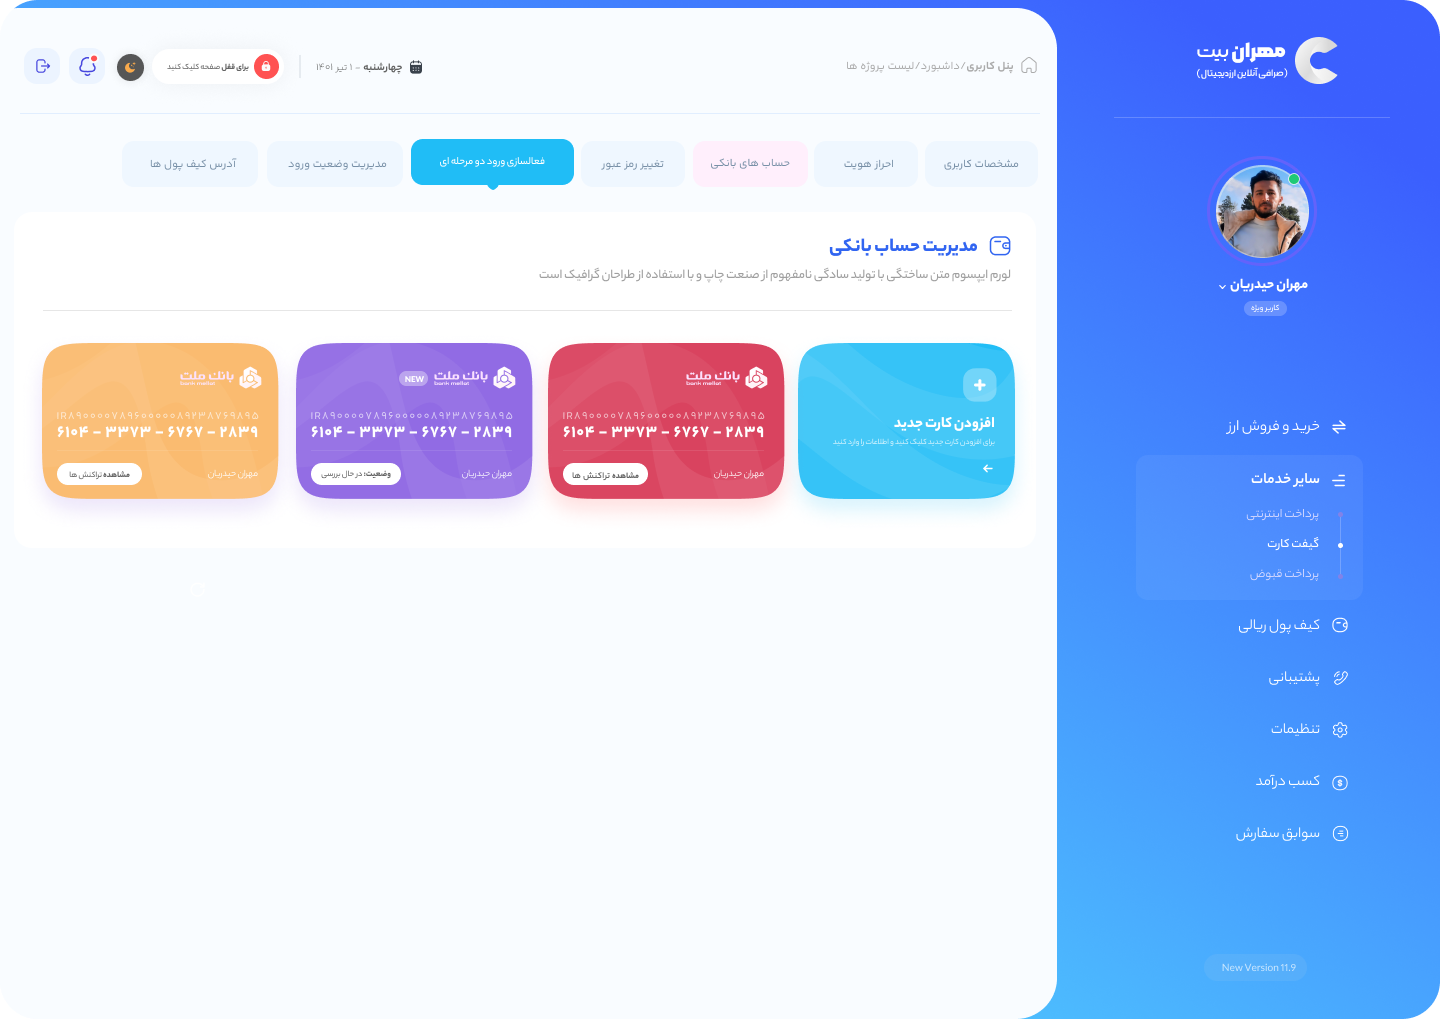 مهران بیت
(صرافی آنلاین ارزدیجیتال)
مهران حیدریان
کاربر ویژه
خرید و فروش ارز
سایر خدمات
پرداخت اینترنتی
گیفت کارت
پرداخت قبوض
کیف پول ریالی
پشتیبانی
تنظیمات
کسب درآمد
سوابق سفارش
New Version 11.9
پنل کاربری/داشبورد/لیست پروژه ها
چهارشنبه - ۱ تیر ۱۴۰۱
برای قفل صفحه کلیک کنید
مشخصات کاربری
احراز هویت
حساب های بانکی
تغییر رمز عبور
فعالسازی ورود دو مرحله ای
مدیریت وضعیت ورود
آدرس کیف پول ها
مدیریت حساب بانکی
لورم ایپسوم متن ساختگی با تولید سادگی نامفهوم از صنعت چاپ و با استفاده از طراحان گرافیک است
افزودن کارت جدید
برای افزودن کارت جدید کلیک کنید و اطلاعات را وارد کنید
بانک ملت
bank mellat
IR۸۹۰۰۰۰۷۸۹۶۰۰۰۰۰۸۹۲۳۸۷۶۹۸۹۵
۶۱۰۴ - ۳۳۷۳ - ۶۷۶۷ - ۲۸۳۹
مهران حیدریان
مشاهده تراکنش ها
بانک ملت
bank mellat
NEW
IR۸۹۰۰۰۰۷۸۹۶۰۰۰۰۰۸۹۲۳۸۷۶۹۸۹۵
۶۱۰۴ - ۳۳۷۳ - ۶۷۶۷ - ۲۸۳۹
مهران حیدریان
وضعیت: در حال بررسی
بانک ملت
bank mellat
IR۸۹۰۰۰۰۷۸۹۶۰۰۰۰۰۸۹۲۳۸۷۶۹۸۹۵
۶۱۰۴ - ۳۳۷۳ - ۶۷۶۷ - ۲۸۳۹
مهران حیدریان
مشاهده تراکنش ها